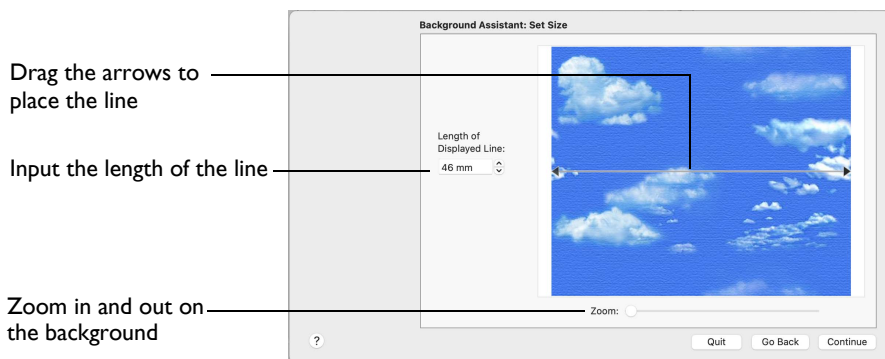 Background Assistant: Set Size
Drag the arrows to
place the line
Length of
Displayed Line:
46 mm
Input the length of the line
Zoom in and out on
the background
Zoom:
?
Quit
Go Back
Continue